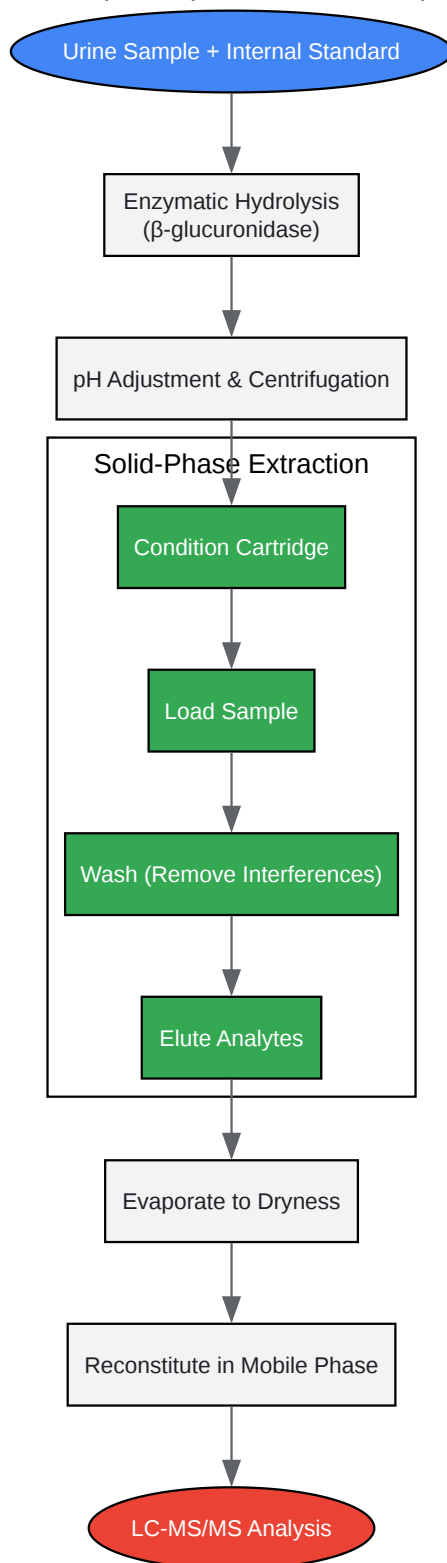 Urine Sample + Internal Standard
Enzymatic Hydrolysis
(β-glucuronidase)
pH Adjustment & Centrifugation
Solid-Phase Extraction
Condition Cartridge
Load Sample
Wash (Remove Interferences)
Elute Analytes
Evaporate to Dryness
Reconstitute in Mobile Phase
LC-MS/MS Analysis